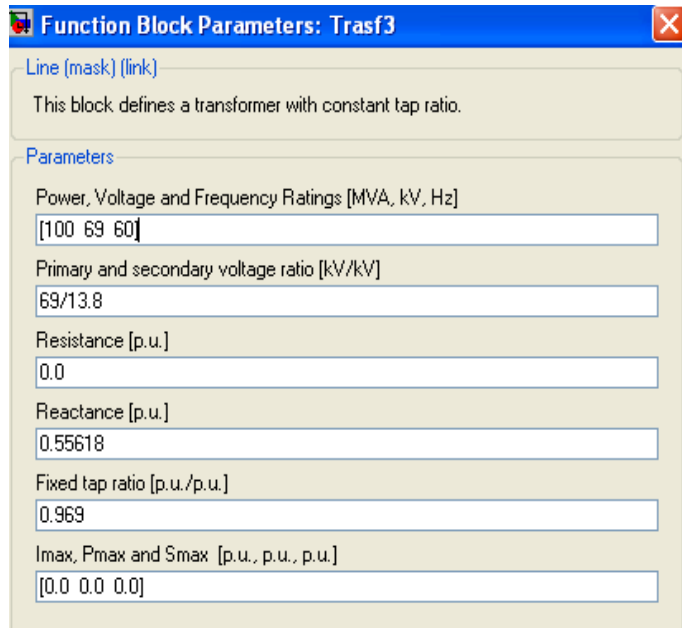 Function Block Parameters: Trasf3
Line (mask) (link)
This block defines a transformer with constant tap ratio.
Parameters
Power, Voltage and Frequency Ratings [MVA, kV, Hz]
[100 69 60]
Primary and secondary voltage ratio [kV/kV]
69/13.8
Resistance [p.u.]
0.0
Reactance [p.u.]
0.55618
Fixed tap ratio [p.u./p.u.]
0.969
Imax, Pmax and Smax [p.u., p.u., p.u.]
[0.0 0.0 0.0]